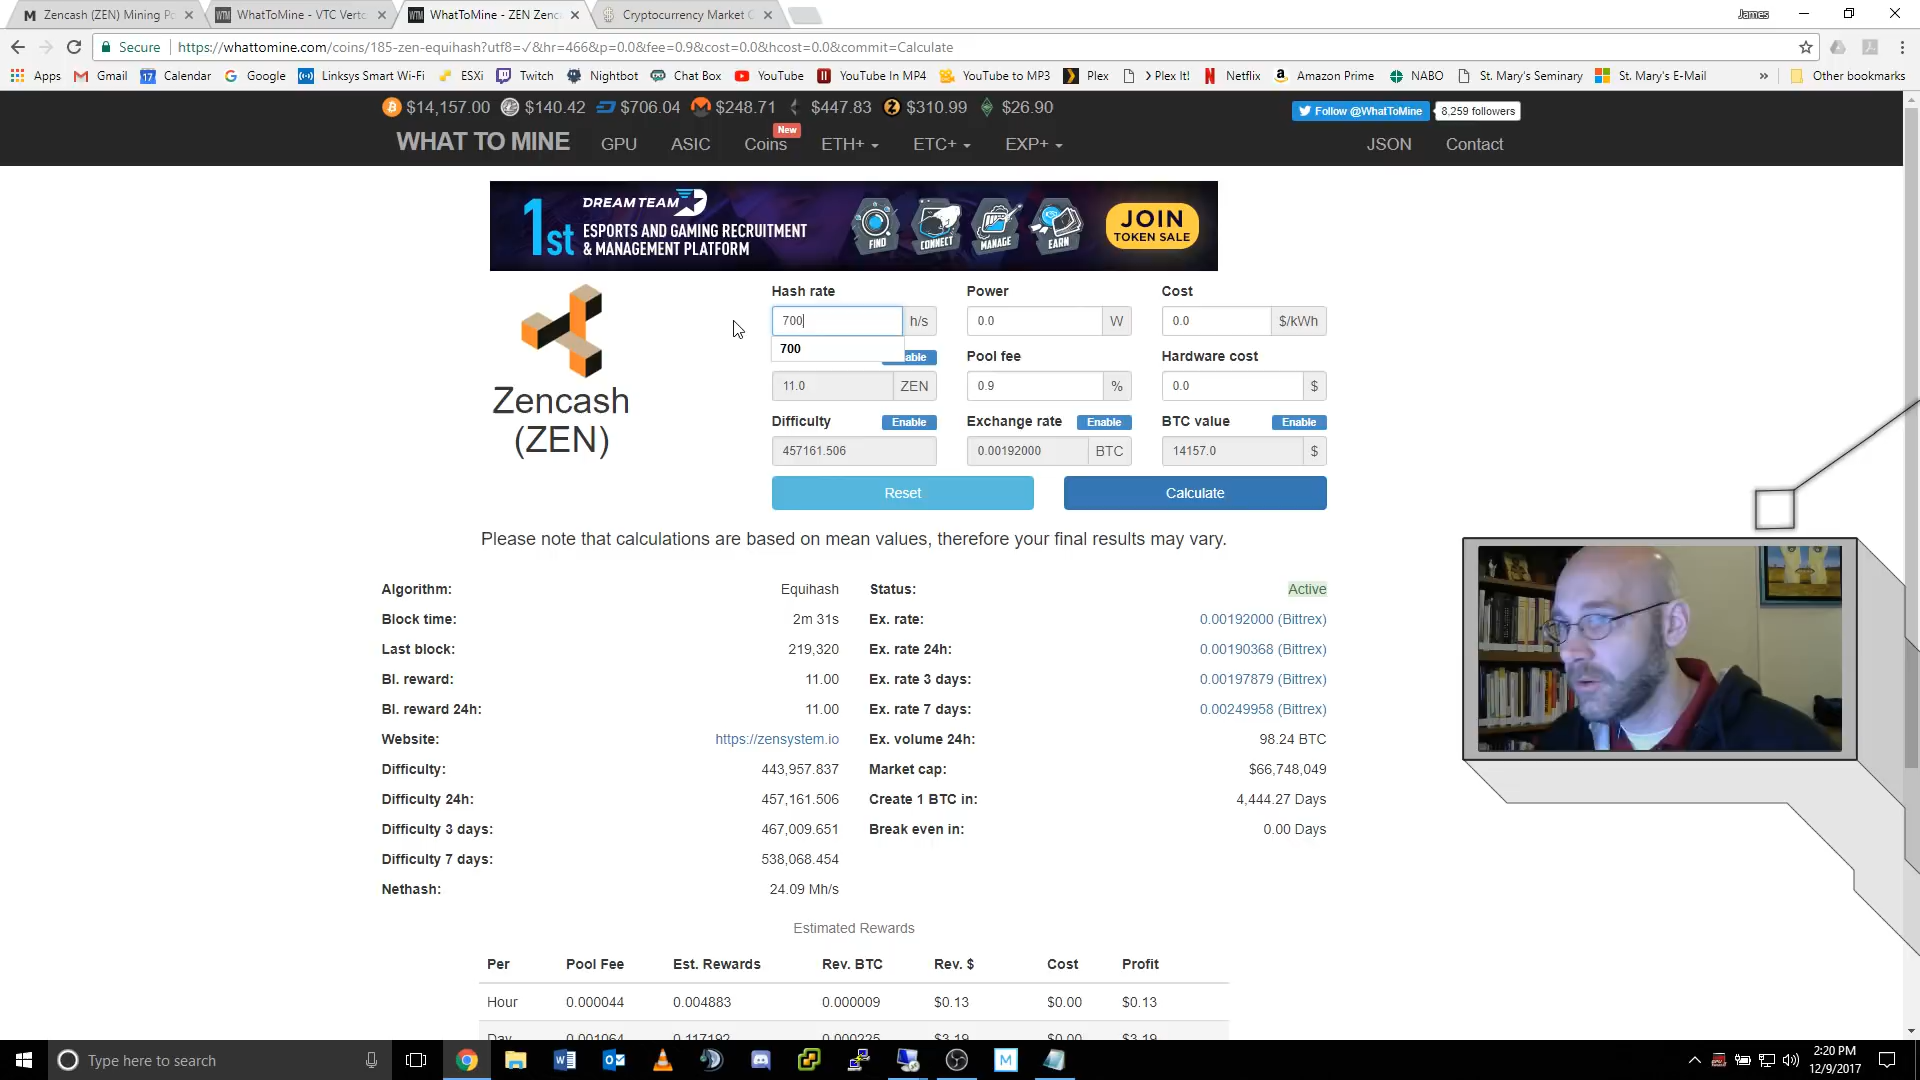 Zencash (ZEN) Mining Po
WhatToMine - VTC Vertc
WhatToMine - ZEN Zenc
Cryptocurrency Market C
James
Secure
https://whattomine.com/coins/185-zen-equihash?utf8=✓&hr=466&p=0.0&fee=0.9&cost=0.0&hcost=0.0&commit=Calculate
Apps Gmail Calendar Google Linksys Smart Wi-Fi ESXi Twitch Nightbot Chat Box YouTube YouTube In MP4 YouTube to MP3 Plex > Plex It! Netflix Amazon Prime NABO St. Mary's Seminary St. Mary's E-Mail » Other bookmarks
$14,157.00 $140.42 $706.04 $248.71 $447.83 $310.99 $26.90
Follow @WhatToMine 8,259 followers
WHAT TO MINE GPU ASIC Coins New ETH+ ETC+ EXP+ JSON Contact
DREAM TEAM
1st ESPORTS AND GAMING RECRUITMENT
& MANAGEMENT PLATFORM
FIND CONNECT MANAGE EARN
JOIN
TOKEN SALE
Zencash
(ZEN)
Hash rate Power Cost
700 h/s 0.0 W 0.0 $/kWh
700
able Pool fee Hardware cost
11.0 ZEN 0.9 % 0.0 $
Difficulty Enable Exchange rate Enable BTC value Enable
457161.506 0.00192000 BTC 14157.0 $
Reset Calculate
Please note that calculations are based on mean values, therefore your final results may vary.
Algorithm: Equihash Status: Active
Block time: 2m 31s Ex. rate: 0.00192000 (Bittrex)
Last block: 219,320 Ex. rate 24h: 0.00190368 (Bittrex)
Bl. reward: 11.00 Ex. rate 3 days: 0.00197879 (Bittrex)
Bl. reward 24h: 11.00 Ex. rate 7 days: 0.00249958 (Bittrex)
Website: https://zensystem.io Ex. volume 24h: 98.24 BTC
Difficulty: 443,957.837 Market cap: $66,748,049
Difficulty 24h: 457,161.506 Create 1 BTC in: 4,444.27 Days
Difficulty 3 days: 467,009.651 Break even in: 0.00 Days
Difficulty 7 days: 538,068.454
Nethash: 24.09 Mh/s
Estimated Rewards
Per Pool Fee Est. Rewards Rev. BTC Rev. $ Cost Profit
Hour 0.000044 0.004883 0.000009 $0.13 $0.00 $0.13
Day 0.001064 0.117192 0.000225 $3.19 $0.00 $3.19
Type here to search
2:20 PM
12/9/2017